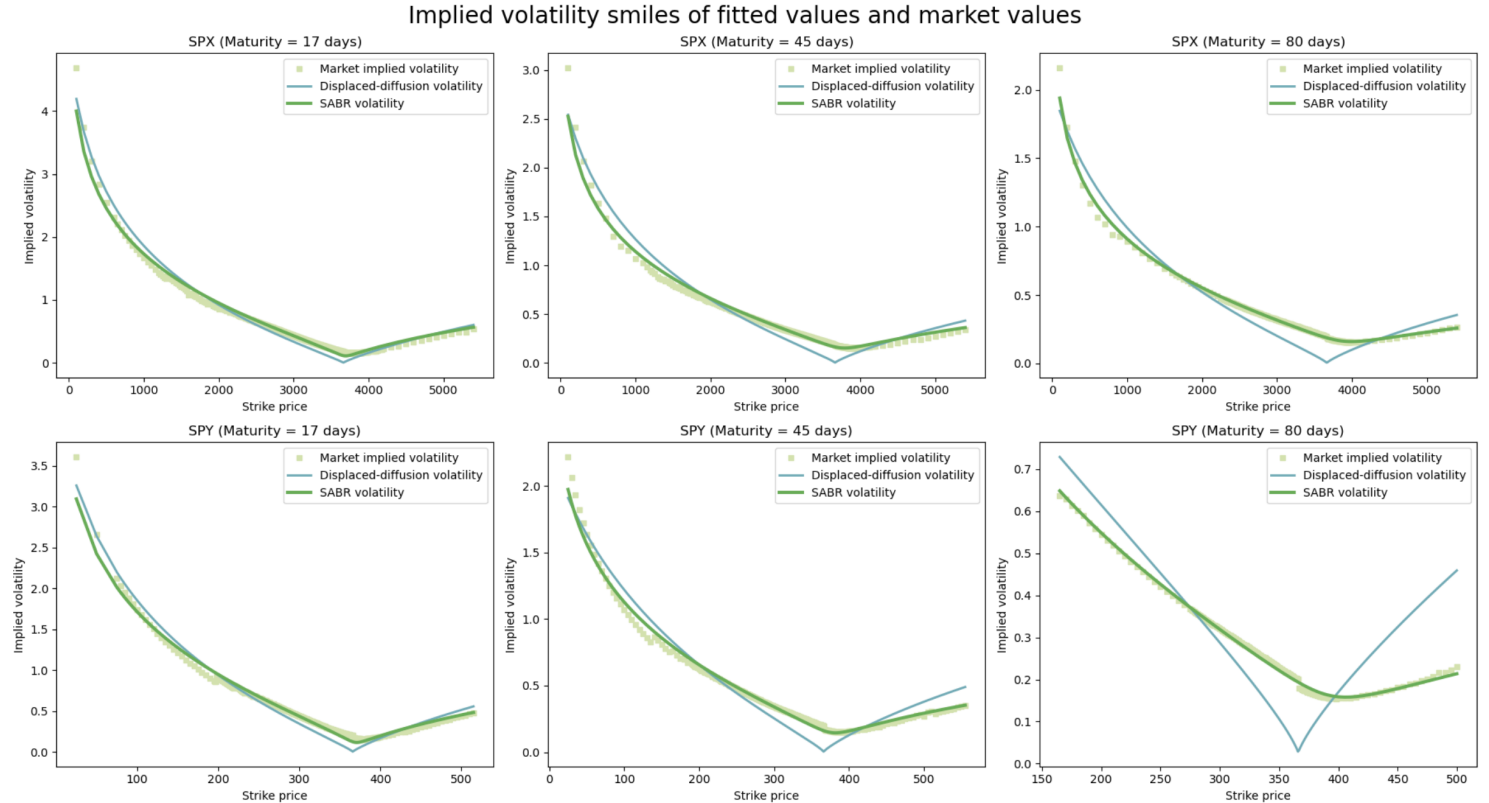 Implied volatility smiles of fitted values and market values
SPX (Maturity = 17 days)
Market implied volatility
Displaced-diffusion volatility
SABR volatility
Implied volatility
4
3
2
1
0
0 1000 2000 3000 4000 5000
Strike price
SPX (Maturity = 45 days)
Market implied volatility
Displaced-diffusion volatility
SABR volatility
Implied volatility
3.0
2.5
2.0
1.5
1.0
0.5
0.0
0 1000 2000 3000 4000 5000
Strike price
SPX (Maturity = 80 days)
Market implied volatility
Displaced-diffusion volatility
SABR volatility
Implied volatility
2.0
1.5
1.0
0.5
0.0
0 1000 2000 3000 4000 5000
Strike price
SPY (Maturity = 17 days)
Market implied volatility
Displaced-diffusion volatility
SABR volatility
Implied volatility
3.5
3.0
2.5
2.0
1.5
1.0
0.5
0.0
100 200 300 400 500
Strike price
SPY (Maturity = 45 days)
Market implied volatility
Displaced-diffusion volatility
SABR volatility
Implied volatility
2.0
1.5
1.0
0.5
0.0
0 100 200 300 400 500
Strike price
SPY (Maturity = 80 days)
Market implied volatility
Displaced-diffusion volatility
SABR volatility
Implied volatility
0.7
0.6
0.5
0.4
0.3
0.2
0.1
0.0
150 200 250 300 350 400 450 500
Strike price